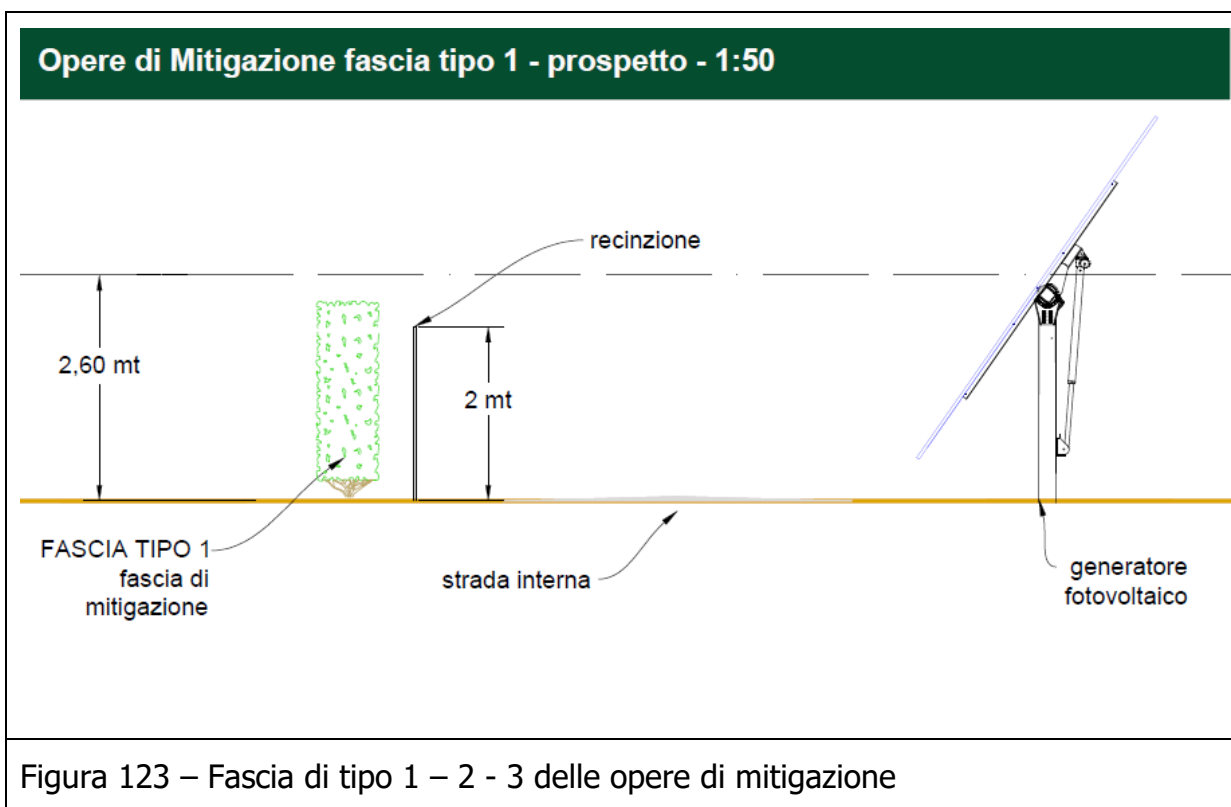 Opere di Mitigazione fascia tipo 1 - prospetto - 1:50
recinzione
2,60 mt
2 mt
FASCIA TIPO 1
fascia di
mitigazione
strada interna
generatore
fotovoltaico
Figura 123 – Fascia di tipo 1 – 2 - 3 delle opere di mitigazione